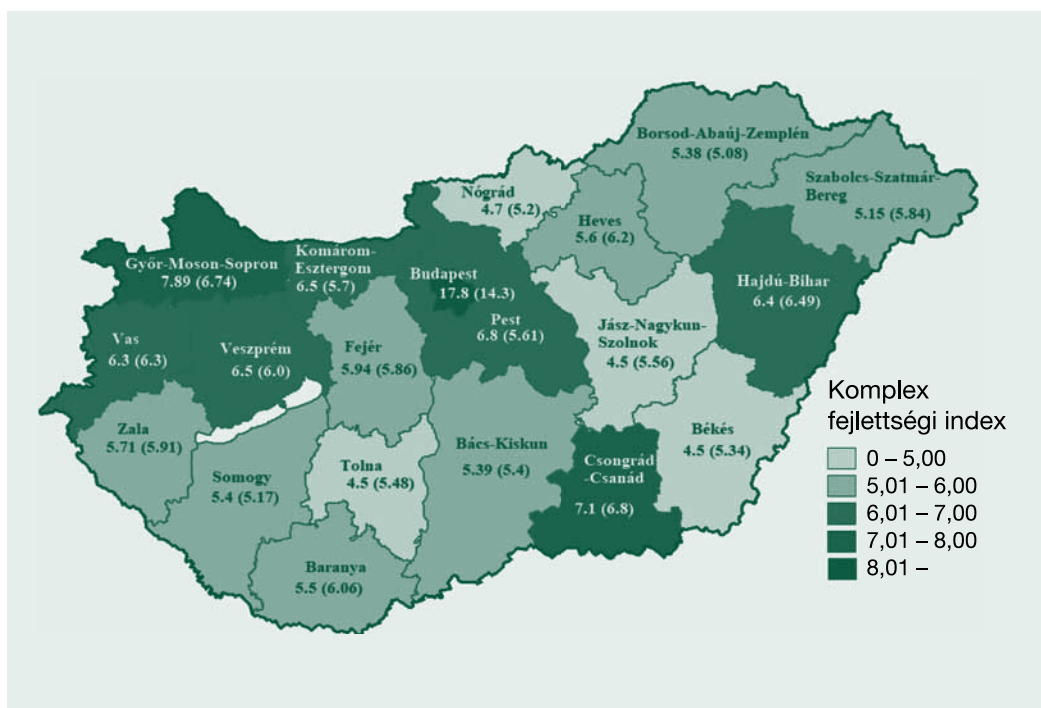 Borsod-Abaúj-Zemplén
5.38 (5.08)
Szabolcs-Szatmár-
Bereg
5.15 (5.84)
Nógrád
4.7 (5.2)
Heves
5.6 (6.2)
Győr-Moson-Sopron
7.89 (6.74)
Komárom-
Esztergom
6.5 (5.7)
Budapest
17.8 (14.3)
Pest
6.8 (5.61)
Hajdú-Bihar
6.4 (6.49)
Vas
6.3 (6.3)
Veszprém
6.5 (6.0)
Fejér
5.94 (5.86)
Jász-Nagykun-
Szolnok
4.5 (5.56)
Zala
5.71 (5.91)
Somogy
5.4 (5.17)
Tolna
4.5 (5.48)
Bács-Kiskun
5.39 (5.4)
Csongrád
-Csanád
7.1 (6.8)
Békés
4.5 (5.34)
Baranya
5.5 (6.06)
Komplex
fejlettségi index
0 – 5,00
5,01 – 6,00
6,01 – 7,00
7,01 – 8,00
8,01 –